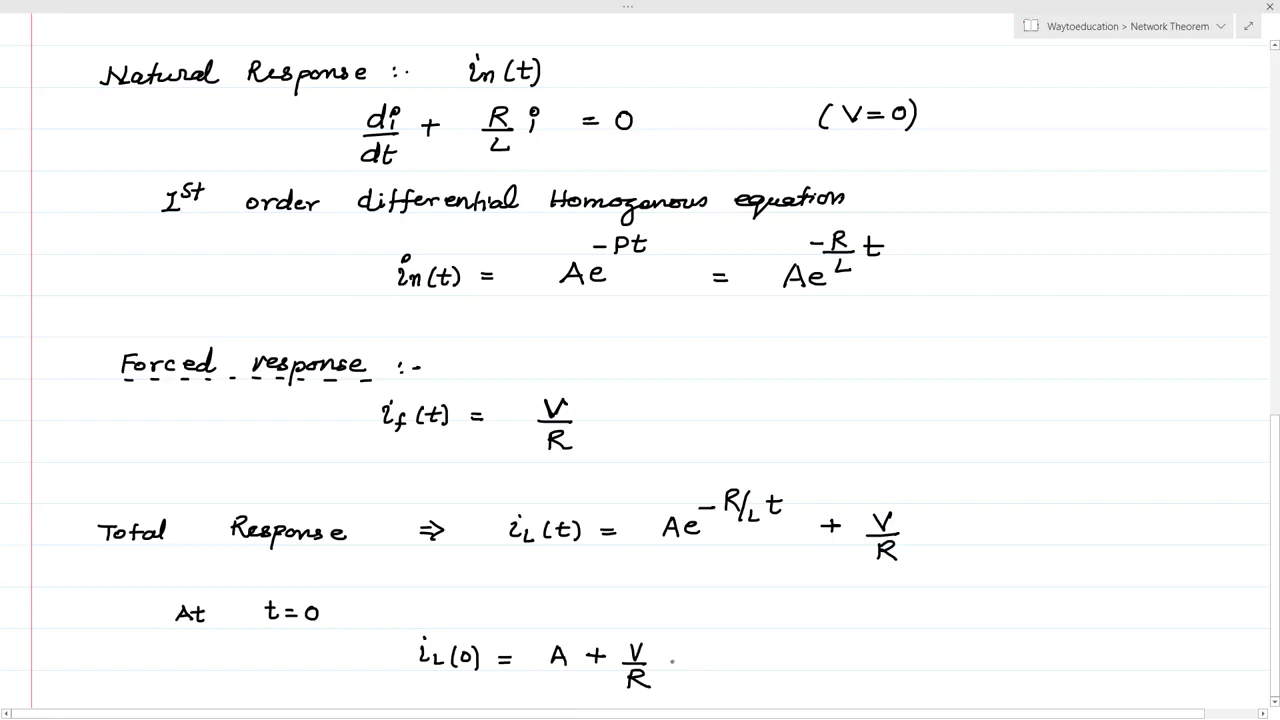 Waytoeducation > Network Theorem
Natural Response :- in(t)
di/dt + R/L i = 0 (V=0)
1st order differential Homogenous equation
in(t) = Ae^-Pt = Ae^-R/L t
Forced response :-
if(t) = V/R
Total Response ⇒ iL(t) = Ae^-R/L t + V/R
At t=0
iL(0) = A + V/R